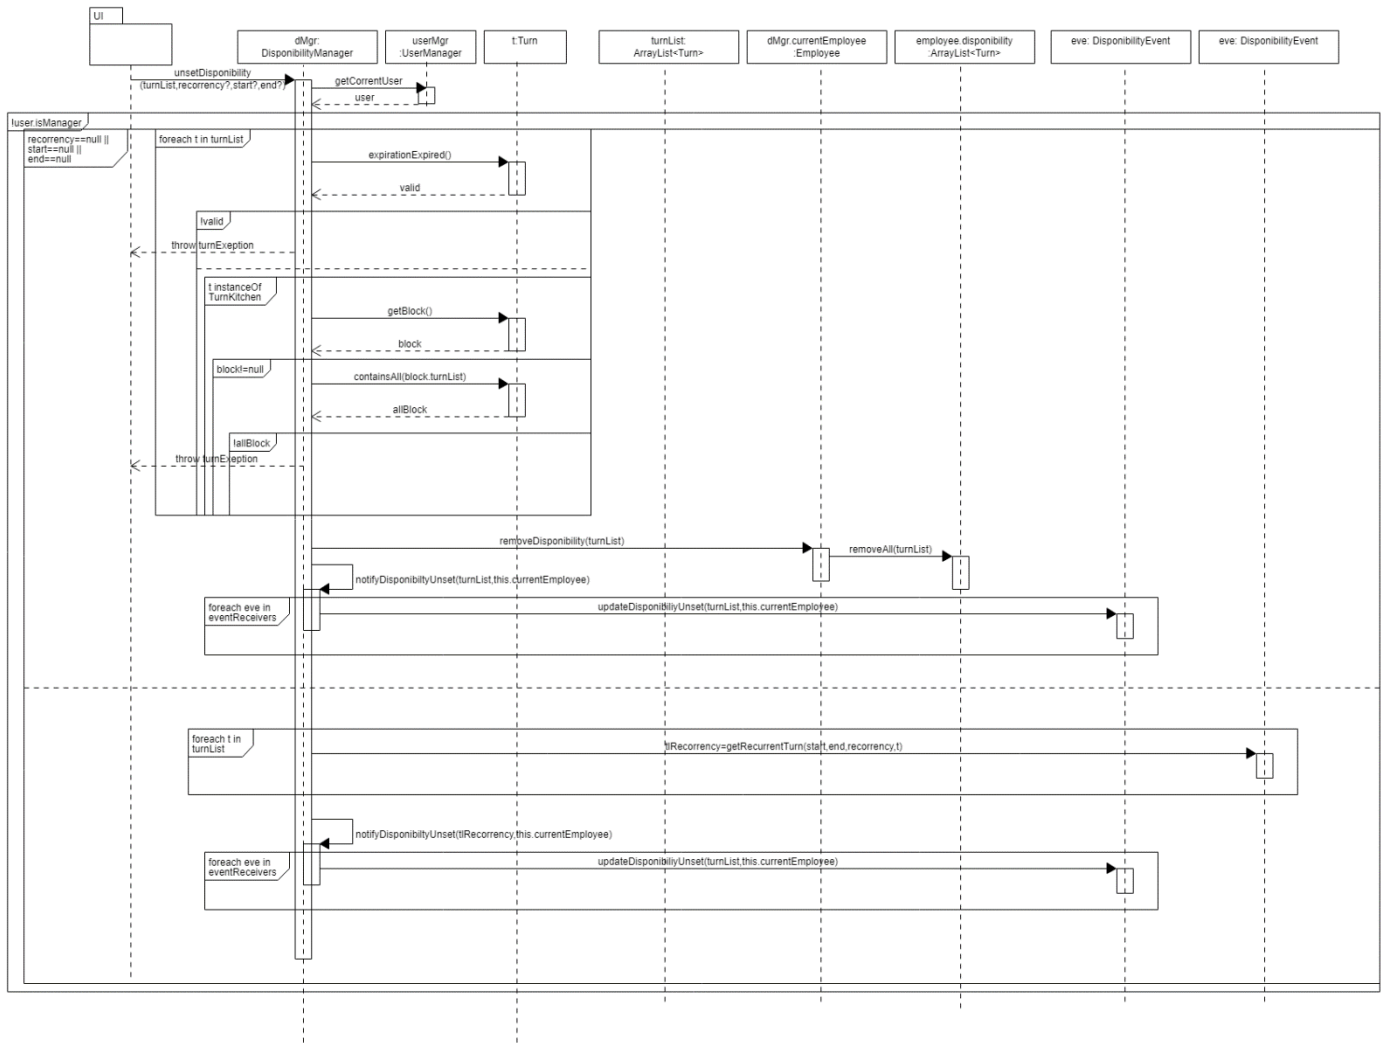 UI
dMgr:
DisponibilityManager
userMgr
:UserManager
t:Turn
turnList:
ArrayList<Turn>
dMgr.currentEmployee
:Employee
employee.disponibility
:ArrayList<Turn>
eve: DisponibilityEvent
eve: DisponibilityEvent
unsetDisponibility
(turnList,recorrency?,start?,end?)
getCorrentUser
user
!user.isManager
recorrency==null ||
start==null ||
end==null
foreach t in turnList
expirationExpired()
valid
!valid
throw turnExeption
t instanceOf
TurnKitchen
getBlock()
block
block!=null
containsAll(block.turnList)
allBlock
!allBlock
throw turnExeption
removeDisponibility(turnList)
removeAll(turnList)
notifyDisponibiltyUnset(turnList,this.currentEmployee)
foreach eve in
eventReceivers
updateDisponibiliyUnset(turnList,this.currentEmployee)
foreach t in
turnList
tlRecorrency=getRecurrentTurn(start,end,recorrency,t)
notifyDisponibiltyUnset(tlRecorrency,this.currentEmployee)
foreach eve in
eventReceivers
updateDisponibiliyUnset(turnList,this.currentEmployee)